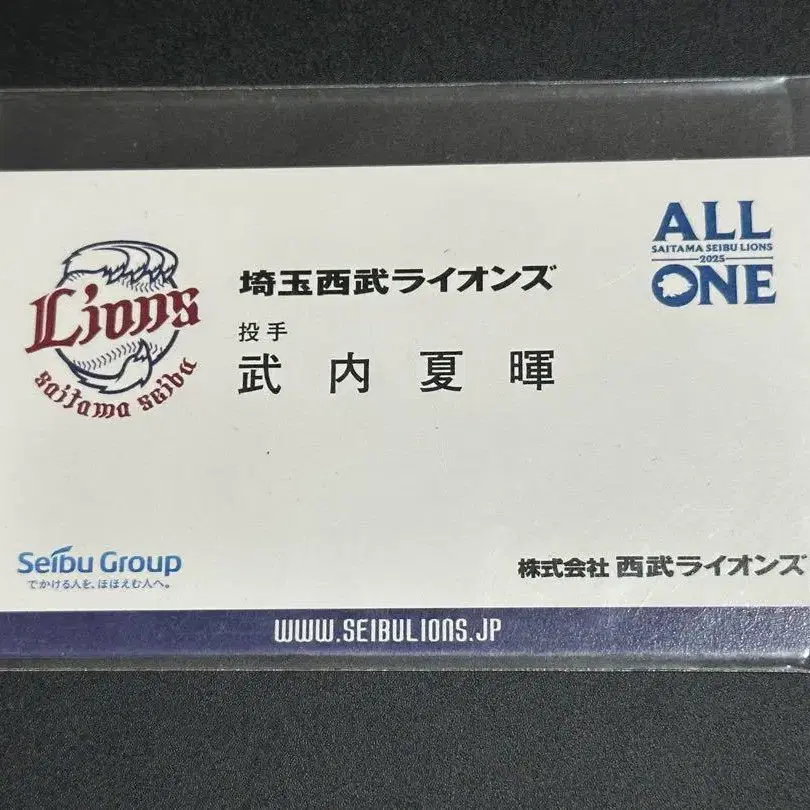 Lions
saitama seibu
埼玉西武ライオンズ
投手
武内夏暉
ALL
SAITAMA SEIBU LIONS
2025
ONE
Seibu Group
でかける人を、ほほえむ人へ。
株式会社 西武ライオンズ
WWW.SEIBULIONS.JP